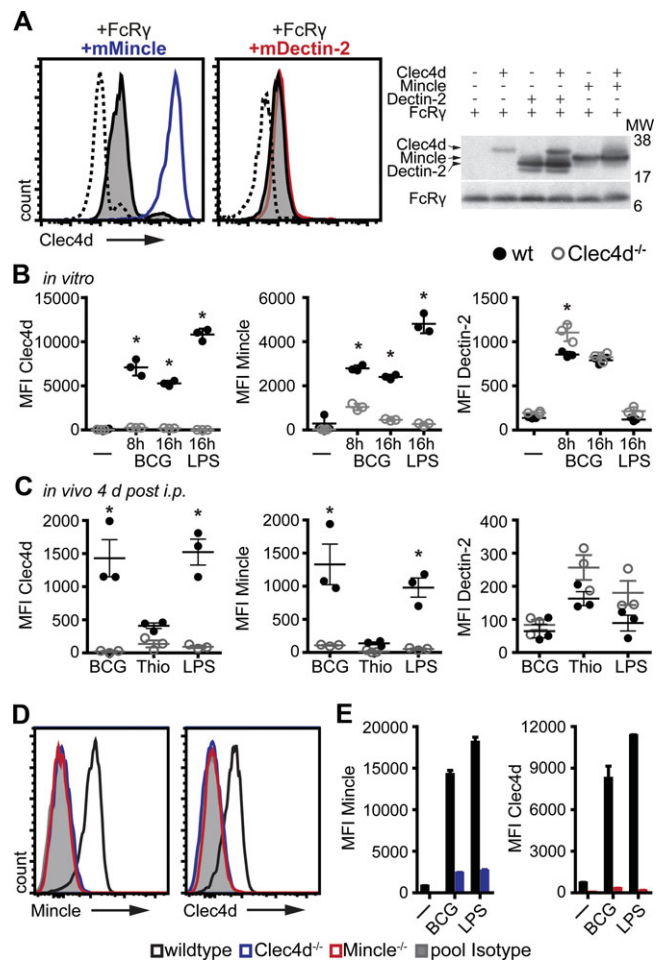 A
+FcRγ
+mMincle
+FcRγ
+mDectin-2
count
Clec4d
Clec4d - + - + - +
Mincle - - - - + +
Dectin-2 - - + + - -
FcRγ + + + + + +
MW
Clec4d
Mincle
Dectin-2
FcRγ
38
17
6
wt Clec4d-/-
B in vitro
MFI Clec4d
15000
10000
5000
0
* * *
— 8h 16h 16h
BCG LPS
MFI Mincle
6000
4000
2000
0
* * *
— 8h 16h 16h
BCG LPS
MFI Dectin-2
1500
1000
500
0
*
— 8h 16h 16h
BCG LPS
C in vivo 4 d post i.p.
MFI Clec4d
2000
1500
1000
500
0
* *
BCG Thio LPS
MFI Mincle
2000
1500
1000
500
0
* *
BCG Thio LPS
MFI Dectin-2
400
300
200
100
0
BCG Thio LPS
D
count
Mincle
Clec4d
E
MFI Mincle
20000
15000
10000
5000
0
— BCG LPS
MFI Clec4d
12000
9000
6000
3000
0
— BCG LPS
wildtype Clec4d-/- Mincle-/- pool Isotype